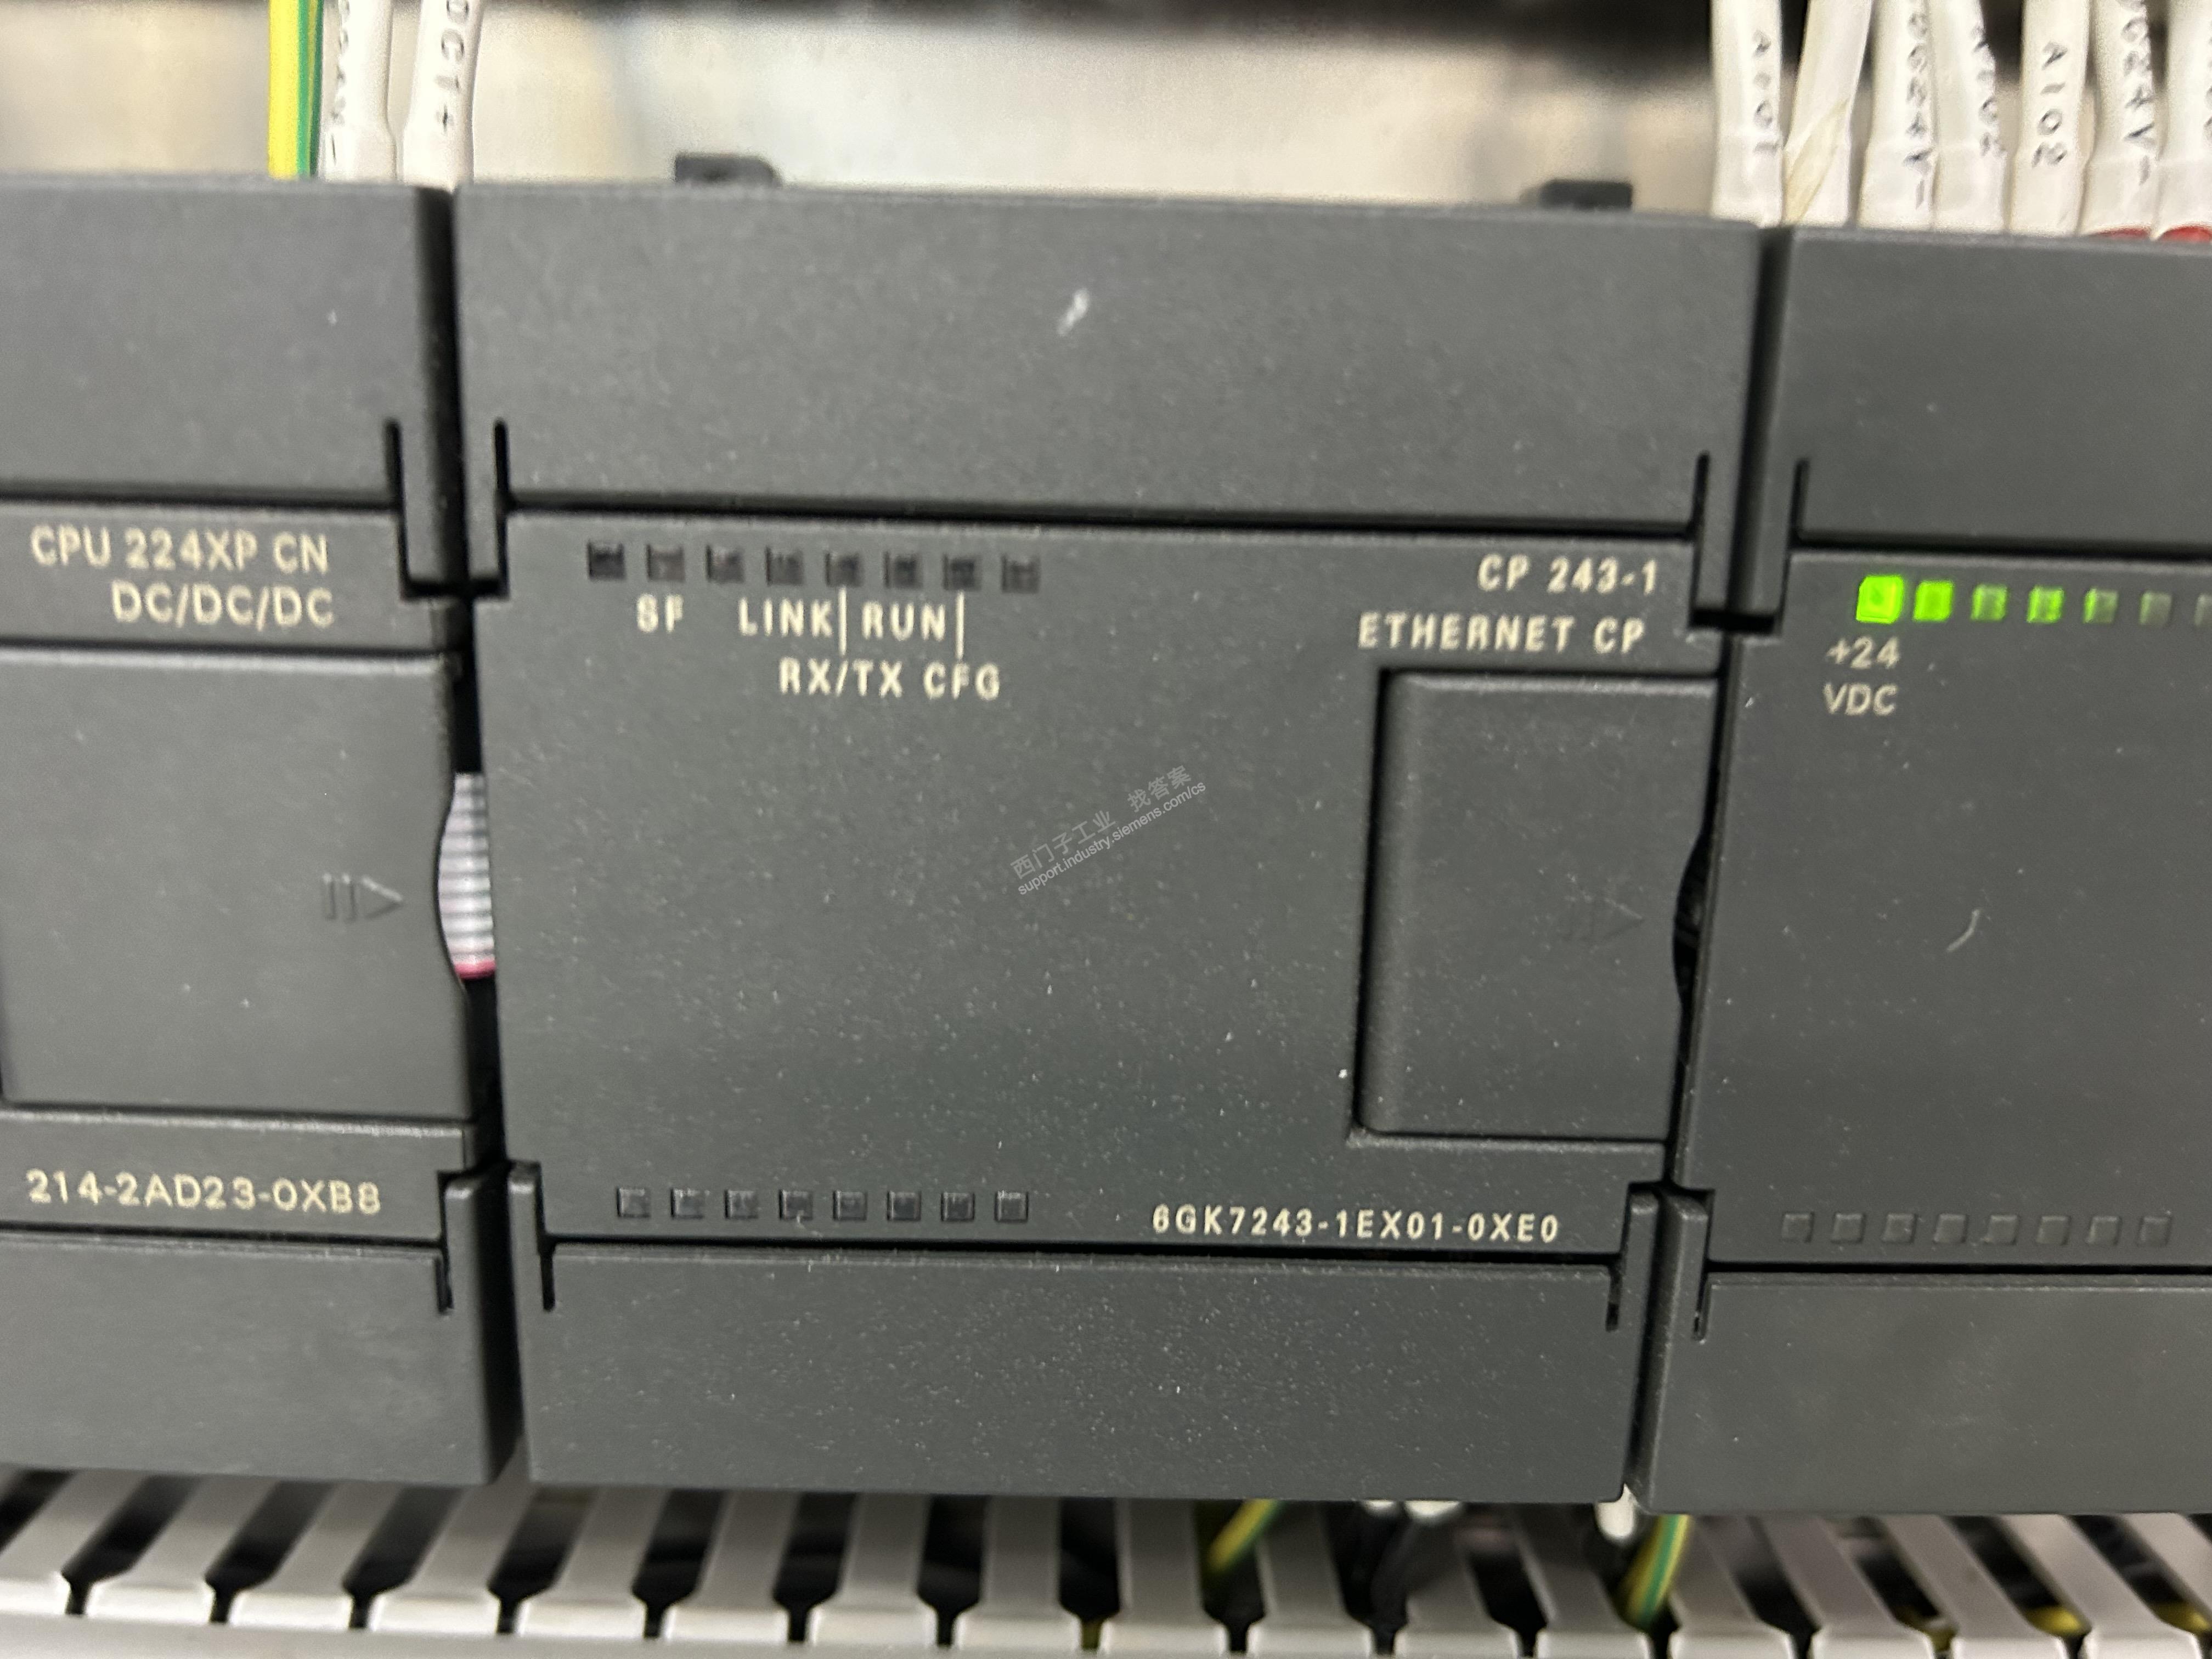 DC14
A102
CPU 224XP CN
DC/DC/DC
SF LINK RUN
RX/TX CFG
CP 243-1
ETHERNET CP
+24
VDC
西门子工业 找答案
support.industry.siemens.com/cs
214-2AD23-0XB8
6GK7243-1EX01-0XE0